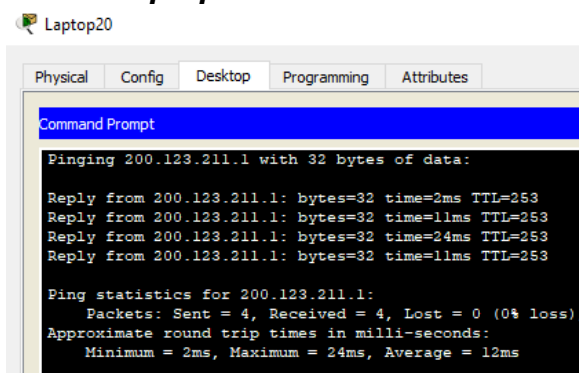 Laptop20
Physical Config Desktop Programming Attributes
Command Prompt
Pinging 200.123.211.1 with 32 bytes of data:
Reply from 200.123.211.1: bytes=32 time=2ms TTL=253
Reply from 200.123.211.1: bytes=32 time=11ms TTL=253
Reply from 200.123.211.1: bytes=32 time=24ms TTL=253
Reply from 200.123.211.1: bytes=32 time=11ms TTL=253
Ping statistics for 200.123.211.1:
Packets: Sent = 4, Received = 4, Lost = 0 (0% loss)
Approximate round trip times in milli-seconds:
Minimum = 2ms, Maximum = 24ms, Average = 12ms